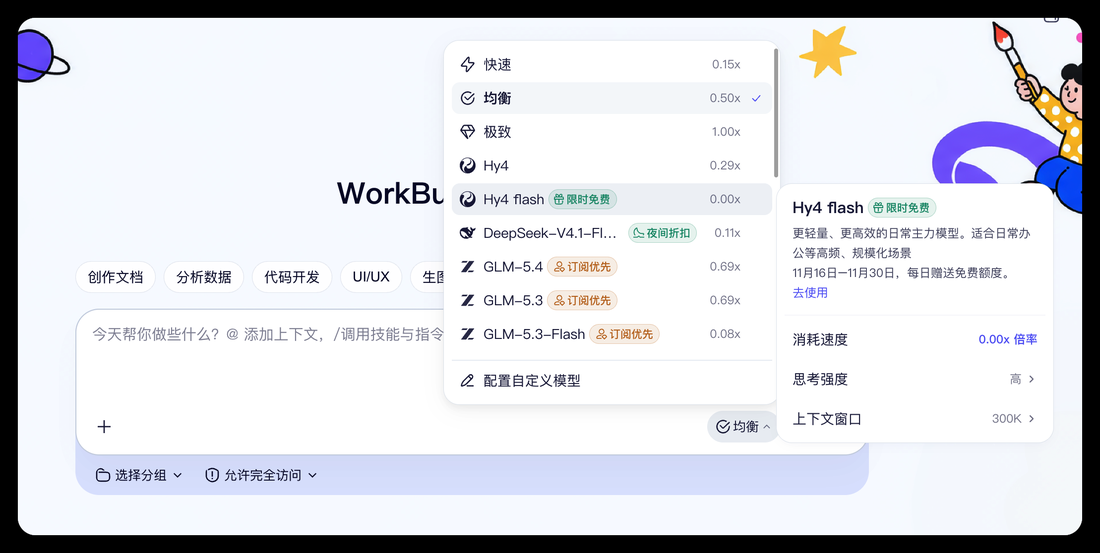 快速 0.15x
均衡 0.50x
极致 1.00x
Hy4 0.29x
Hy4 flash 限时免费 0.00x
DeepSeek-V4.1-Fl... 夜间折扣 0.11x
GLM-5.4 订阅优先 0.69x
GLM-5.3 订阅优先 0.69x
GLM-5.3-Flash 订阅优先 0.08x
配置自定义模型
WorkBu
创作文档 分析数据 代码开发 UI/UX 生图
今天帮你做些什么？@ 添加上下文，/调用技能与指令
均衡
选择分组 允许完全访问
Hy4 flash 限时免费
更轻量、更高效的日常主力模型。适合日常办
公等高频、规模化场景
11月16日—11月30日，每日赠送免费额度。
去使用
消耗速度 0.00x 倍率
思考强度 高
上下文窗口 300K